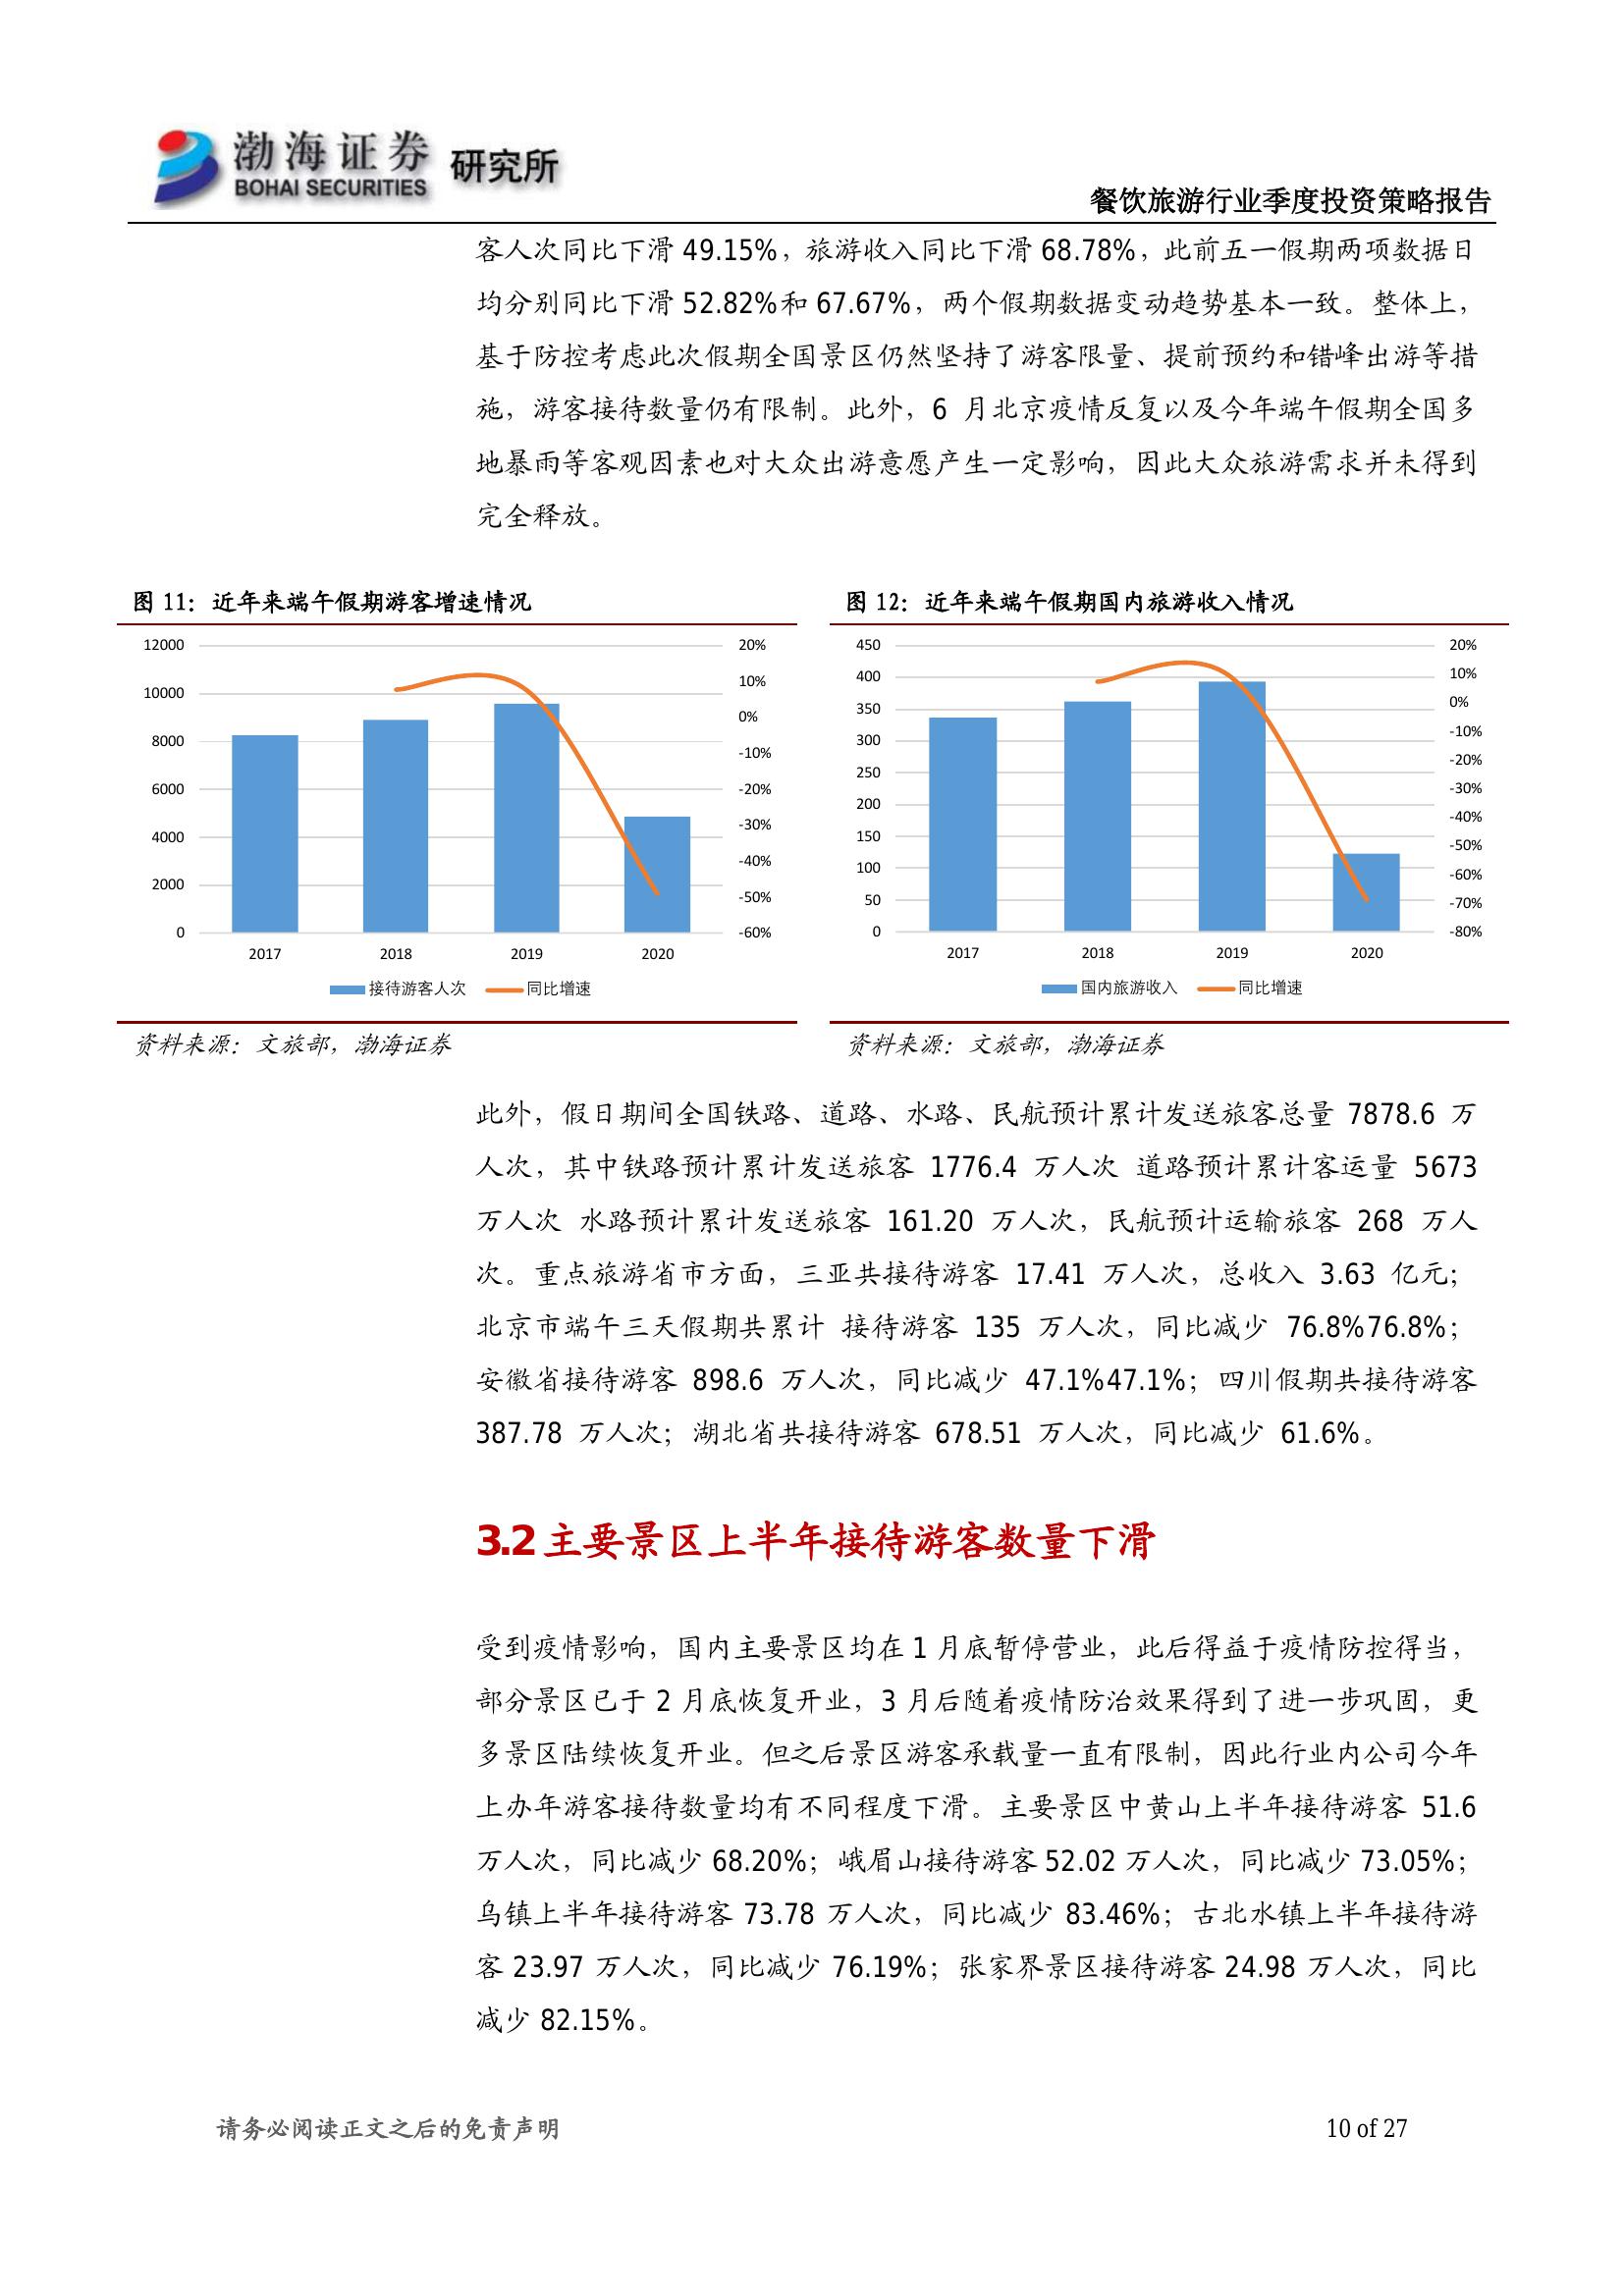 渤海证券 研究所
BOHAI SECURITIES
餐饮旅游行业季度投资策略报告
客人次同比下滑 49.15%，旅游收入同比下滑 68.78%，此前五一假期两项数据日
均分别同比下滑 52.82%和 67.67%，两个假期数据变动趋势基本一致。整体上，
基于防控考虑此次假期全国景区仍然坚持了游客限量、提前预约和错峰出游等措
施，游客接待数量仍有限制。此外，6 月北京疫情反复以及今年端午假期全国多
地暴雨等客观因素也对大众出游意愿产生一定影响，因此大众旅游需求并未得到
完全释放。
图 11：近年来端午假期游客增速情况
12000
10000
8000
6000
4000
2000
0
20%
10%
0%
-10%
-20%
-30%
-40%
-50%
-60%
2017 2018 2019 2020
接待游客人次 同比增速
资料来源：文旅部，渤海证券
图 12：近年来端午假期国内旅游收入情况
450
400
350
300
250
200
150
100
50
0
20%
10%
0%
-10%
-20%
-30%
-40%
-50%
-60%
-70%
-80%
2017 2018 2019 2020
国内旅游收入 同比增速
资料来源：文旅部，渤海证券
此外，假日期间全国铁路、道路、水路、民航预计累计发送旅客总量 7878.6 万
人次，其中铁路预计累计发送旅客 1776.4 万人次 道路预计累计客运量 5673
万人次 水路预计累计发送旅客 161.20 万人次，民航预计运输旅客 268 万人
次。重点旅游省市方面，三亚共接待游客 17.41 万人次，总收入 3.63 亿元；
北京市端午三天假期共累计 接待游客 135 万人次，同比减少 76.8%76.8%；
安徽省接待游客 898.6 万人次，同比减少 47.1%47.1%；四川假期共接待游客
387.78 万人次；湖北省共接待游客 678.51 万人次，同比减少 61.6%。
3.2 主要景区上半年接待游客数量下滑
受到疫情影响，国内主要景区均在 1 月底暂停营业，此后得益于疫情防控得当，
部分景区已于 2 月底恢复开业，3 月后随着疫情防治效果得到了进一步巩固，更
多景区陆续恢复开业。但之后景区游客承载量一直有限制，因此行业内公司今年
上办年游客接待数量均有不同程度下滑。主要景区中黄山上半年接待游客 51.6
万人次，同比减少 68.20%；峨眉山接待游客 52.02 万人次，同比减少 73.05%；
乌镇上半年接待游客 73.78 万人次，同比减少 83.46%；古北水镇上半年接待游
客 23.97 万人次，同比减少 76.19%；张家界景区接待游客 24.98 万人次，同比
减少 82.15%。
请务必阅读正文之后的免责声明
10 of 27